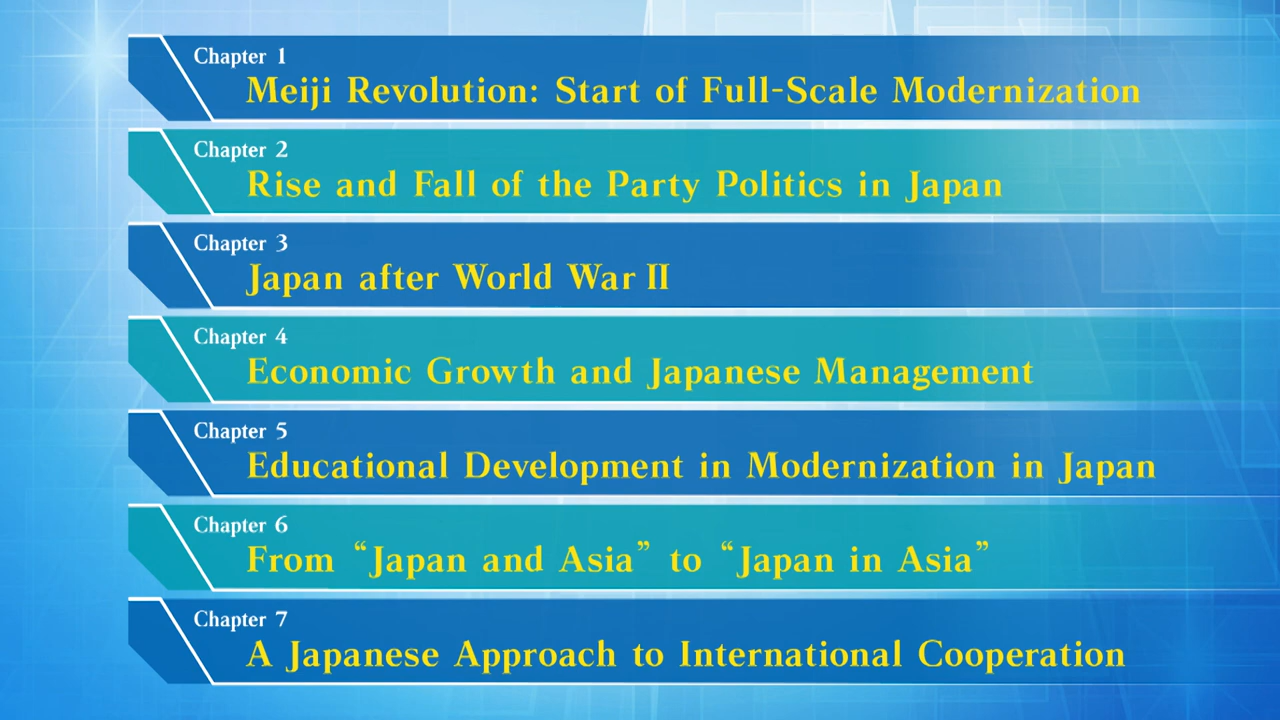 Chapter 1
Meiji Revolution: Start of Full-Scale Modernization
Chapter 2
Rise and Fall of the Party Politics in Japan
Chapter 3
Japan after World War II
Chapter 4
Economic Growth and Japanese Management
Chapter 5
Educational Development in Modernization in Japan
Chapter 6
From “Japan and Asia” to “Japan in Asia”
Chapter 7
A Japanese Approach to International Cooperation